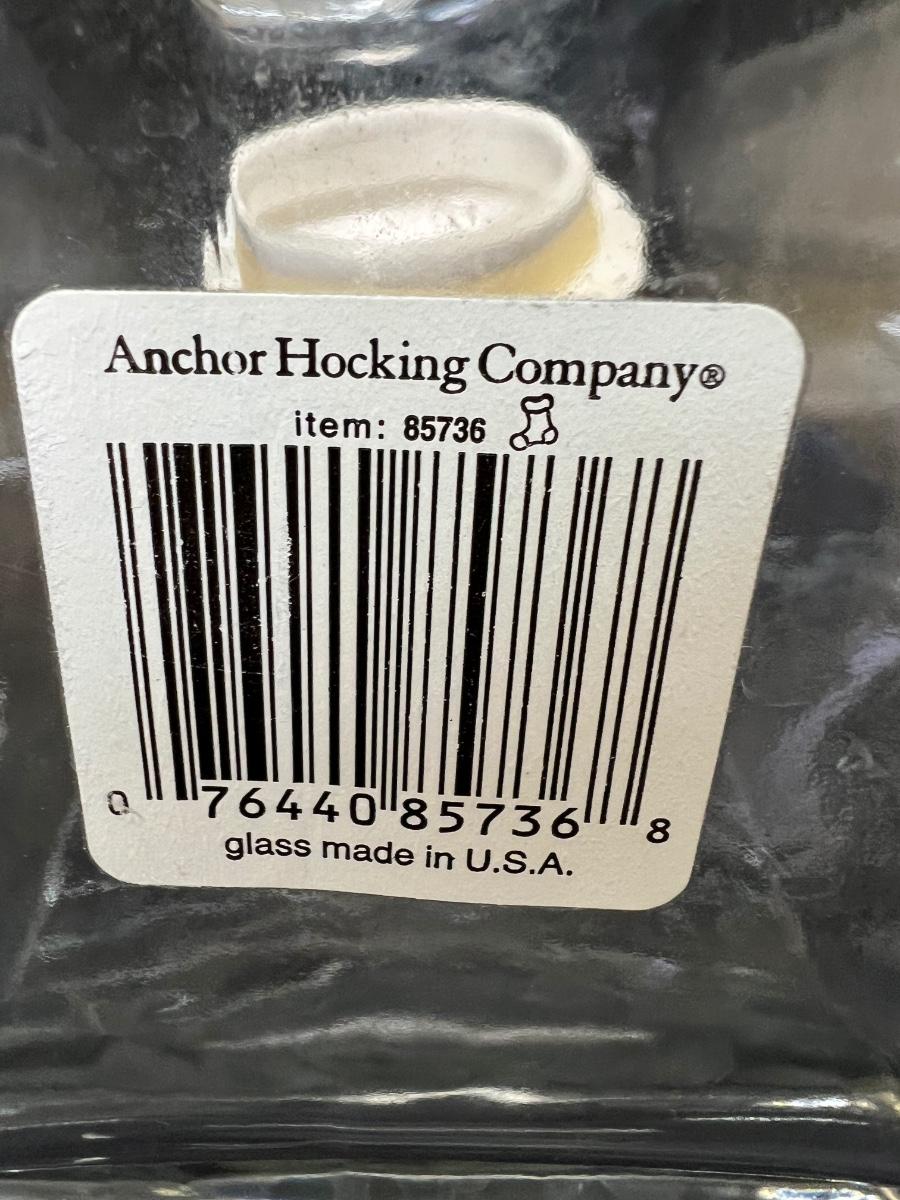 Anchor Hocking Company®
item: 85736
0 76440 85736 8
glass made in U.S.A.